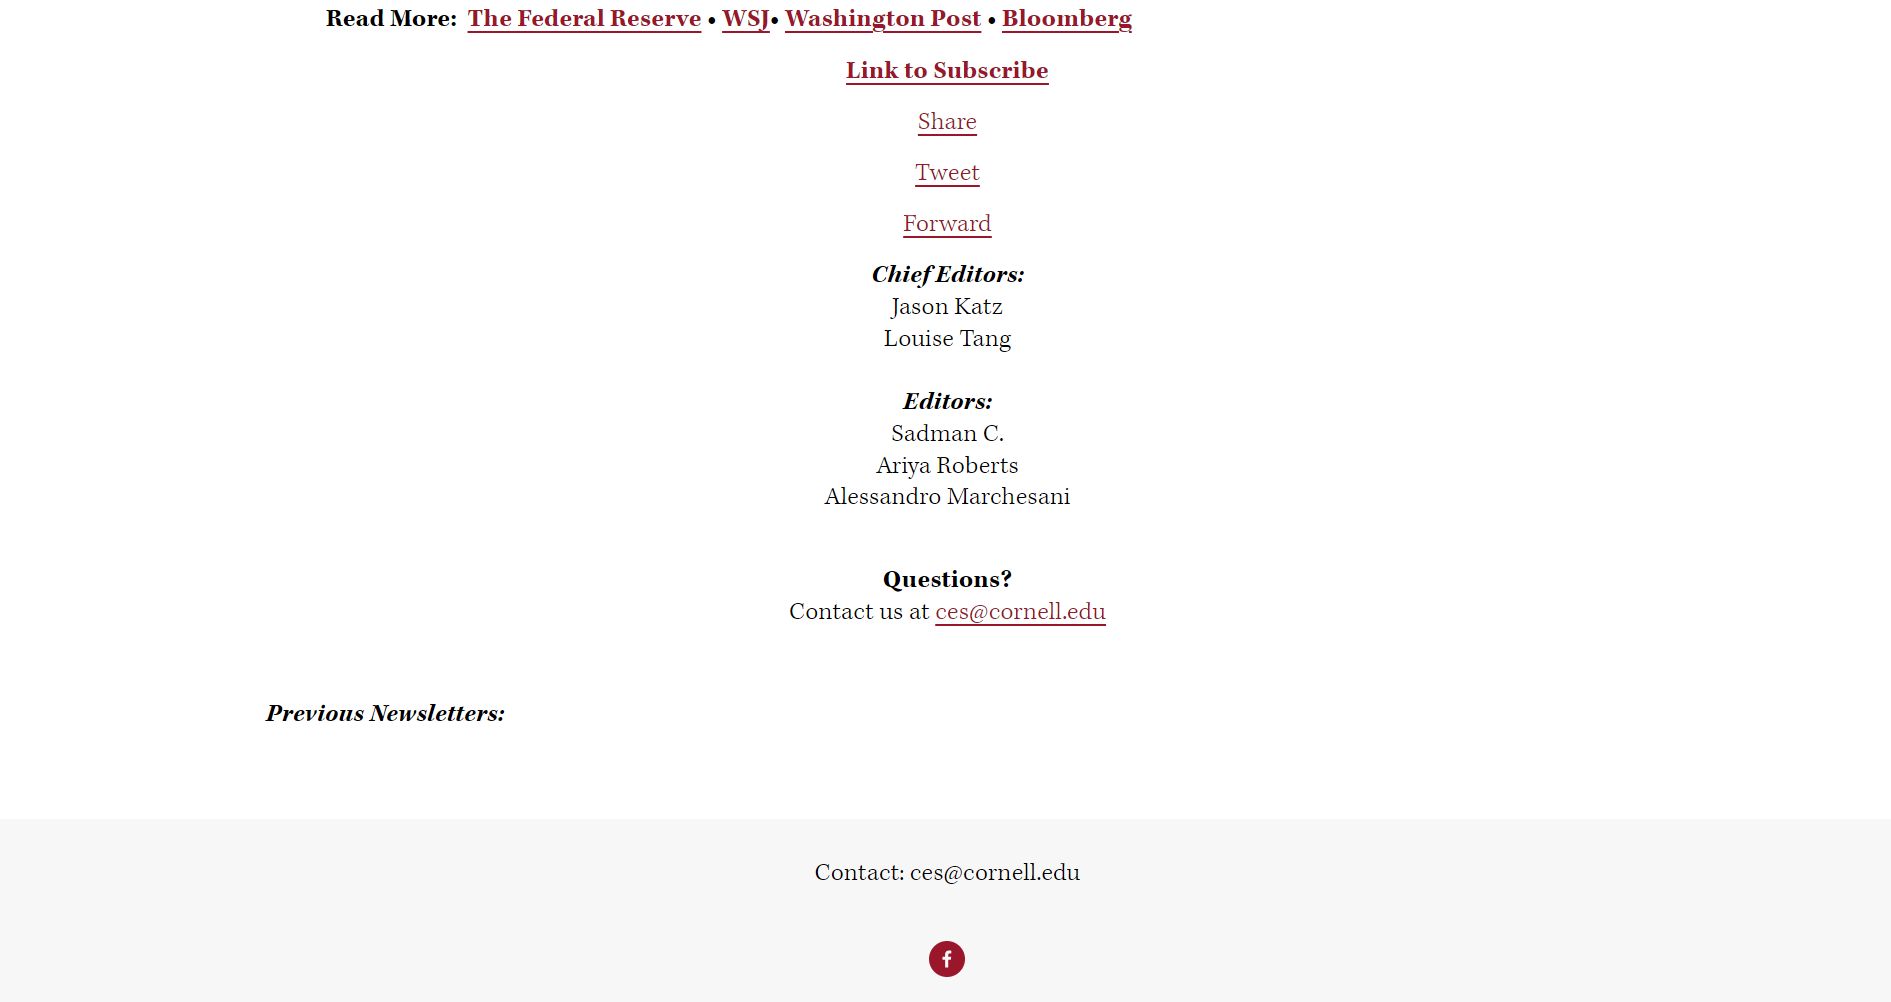 Read More: The Federal Reserve • WSJ• Washington Post • Bloomberg
Link to Subscribe
Share
Tweet
Forward
Chief Editors:
Jason Katz
Louise Tang
Editors:
Sadman C.
Ariya Roberts
Alessandro Marchesani
Questions?
Contact us at ces@cornell.edu
Previous Newsletters:
Contact: ces@cornell.edu